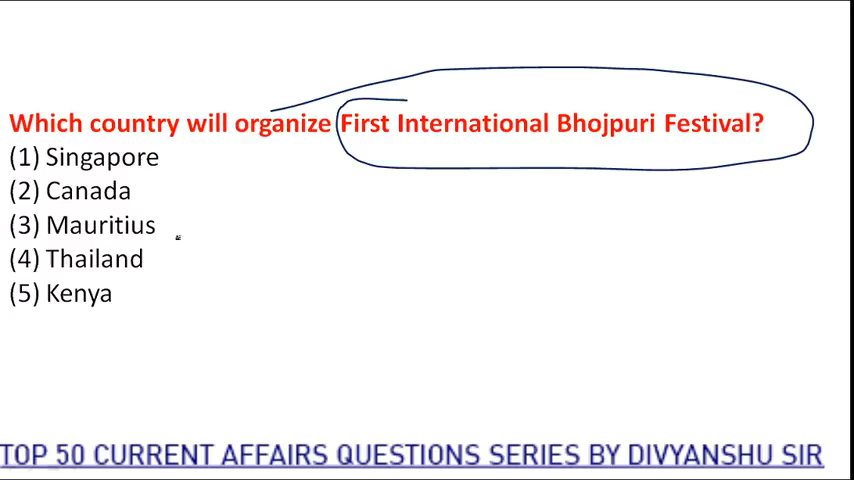 Which country will organize First International Bhojpuri Festival?
(1) Singapore
(2) Canada
(3) Mauritius
(4) Thailand
(5) Kenya
TOP 50 CURRENT AFFAIRS QUESTIONS SERIES BY DIVYANSHU SIR